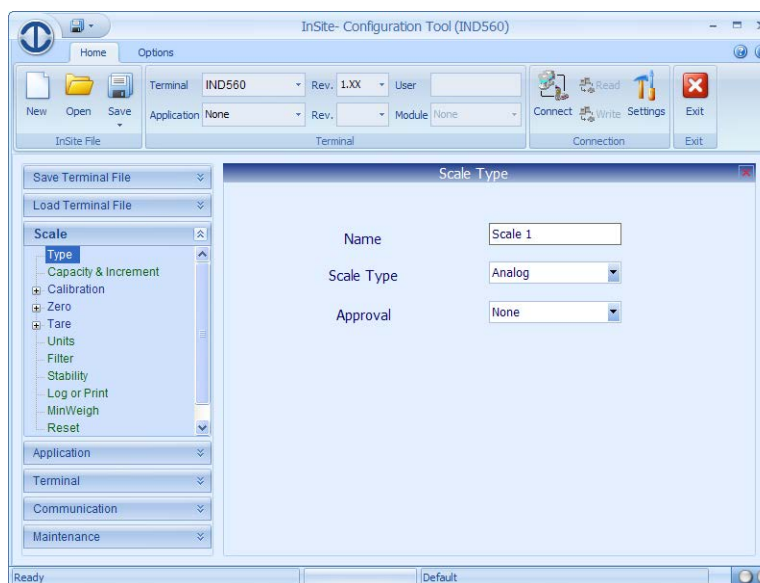 InSite- Configuration Tool (IND560)
Home Options
Terminal IND560 Rev. 1.XX User
New Open Save Application None Rev. Module None Connect Read Write Settings Exit
InSite File Terminal Connection Exit
Save Terminal File
Load Terminal File
Scale
Type
Capacity & Increment
Calibration
Zero
Tare
Units
Filter
Stability
Log or Print
MinWeigh
Reset
Application
Terminal
Communication
Maintenance
Scale Type
Name Scale 1
Scale Type Analog
Approval None
Ready Default